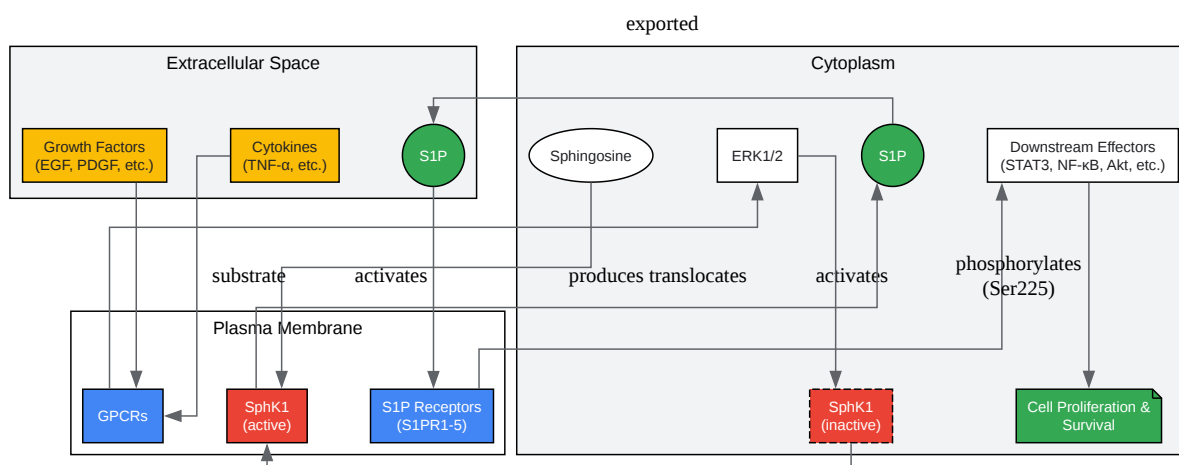 exported
Extracellular Space
Cytoplasm
Growth Factors
(EGF, PDGF, etc.)
Cytokines
(TNF-α, etc.)
S1P
Sphingosine
ERK1/2
S1P
Downstream Effectors
(STAT3, NF-κB, Akt, etc.)
substrate
activates
produces translocates
activates
phosphorylates
(Ser225)
Plasma Membrane
GPCRs
SphK1
(active)
S1P Receptors
(S1PR1-5)
SphK1
(inactive)
Cell Proliferation &
Survival